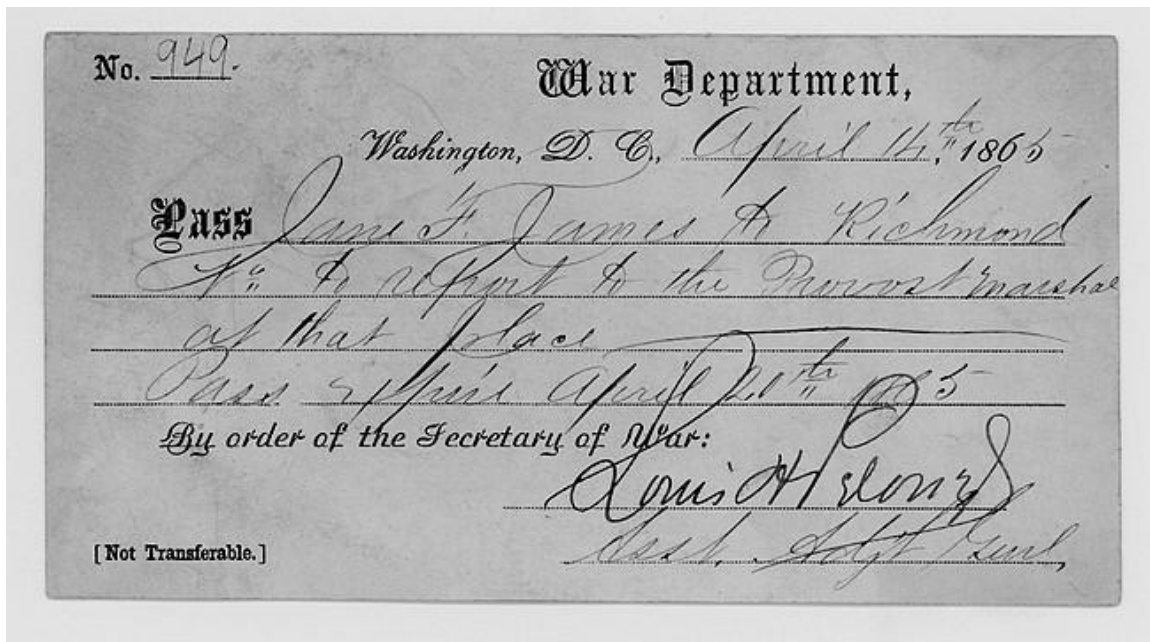 No. 949.
War Department,
Washington, D. C., April 14th 1865
Pass Jane F. James to Richmond
Va to report to the Provost Marshal
at that place
Pass expires April 20th 1865
By order of the Secretary of War:
Louis H Pelouze
[Not Transferable.]
Asst. Adjt Genl,